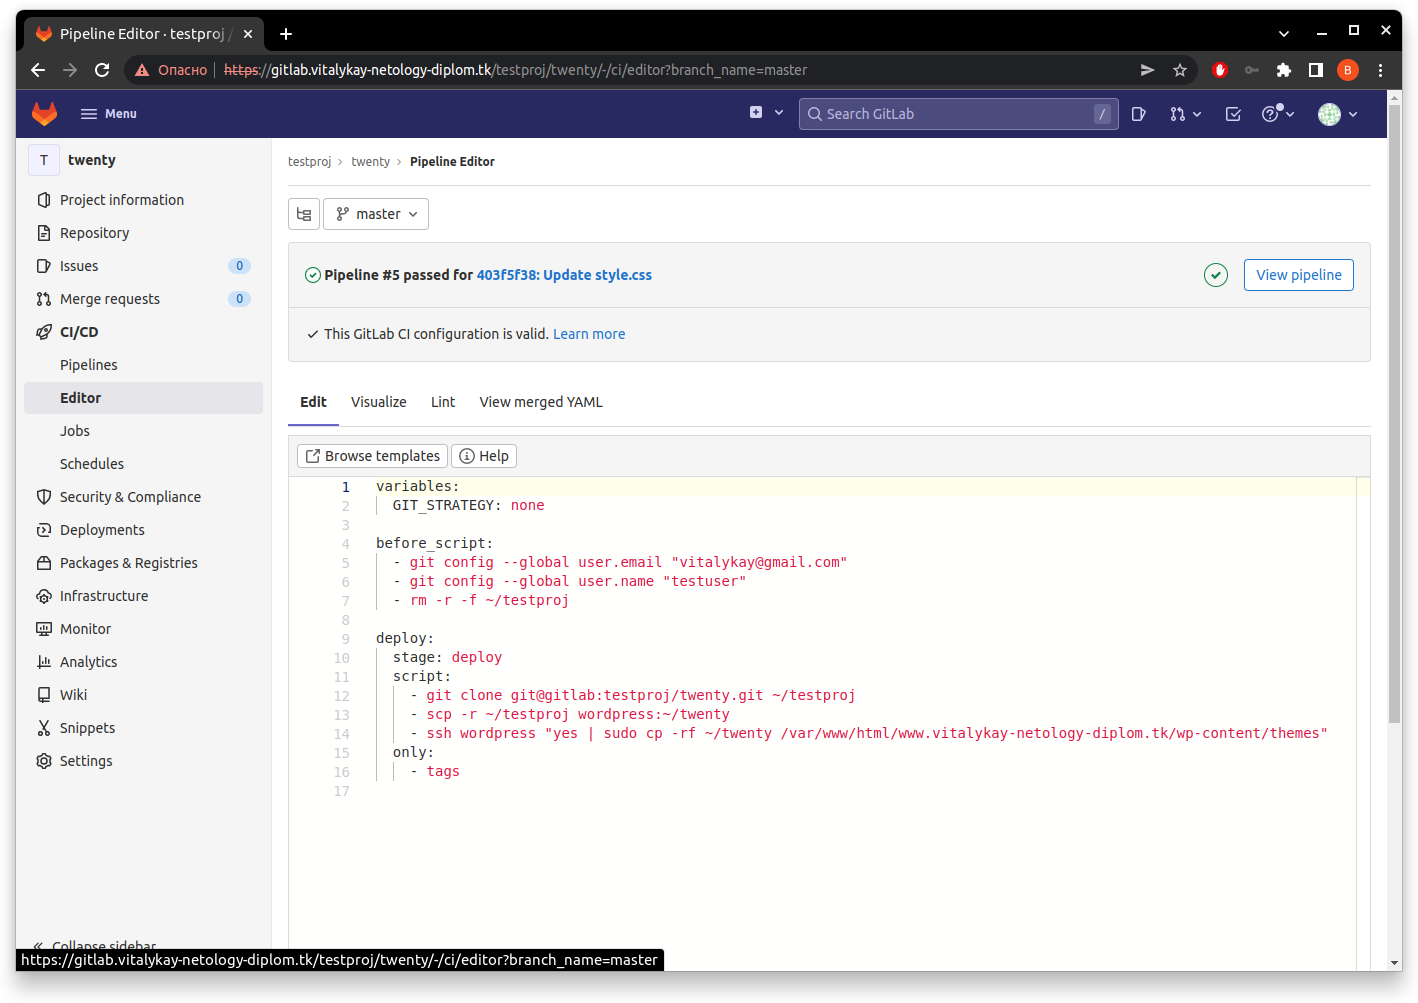 Pipeline Editor · testproj /
Опасно
https://gitlab.vitalykay-netology-diplom.tk/testproj/twenty/-/ci/editor?branch_name=master
B
Menu
Search GitLab
/
T
twenty
Project information
Repository
Issues
0
Merge requests
0
CI/CD
Pipelines
Editor
Jobs
Schedules
Security & Compliance
Deployments
Packages & Registries
Infrastructure
Monitor
Analytics
Wiki
Snippets
Settings
Collapse sidebar
testproj > twenty > Pipeline Editor
master
Pipeline #5 passed for 403f5f38: Update style.css
View pipeline
This GitLab CI configuration is valid. Learn more
Edit Visualize Lint View merged YAML
Browse templates Help
1 variables:
2 GIT_STRATEGY: none
3
4 before_script:
5 - git config --global user.email "vitalykay@gmail.com"
6 - git config --global user.name "testuser"
7 - rm -r -f ~/testproj
8
9 deploy:
10 stage: deploy
11 script:
12 - git clone git@gitlab:testproj/twenty.git ~/testproj
13 - scp -r ~/testproj wordpress:~/twenty
14 - ssh wordpress "yes | sudo cp -rf ~/twenty /var/www/html/www.vitalykay-netology-diplom.tk/wp-content/themes"
15 only:
16 - tags
17
https://gitlab.vitalykay-netology-diplom.tk/testproj/twenty/-/ci/editor?branch_name=master